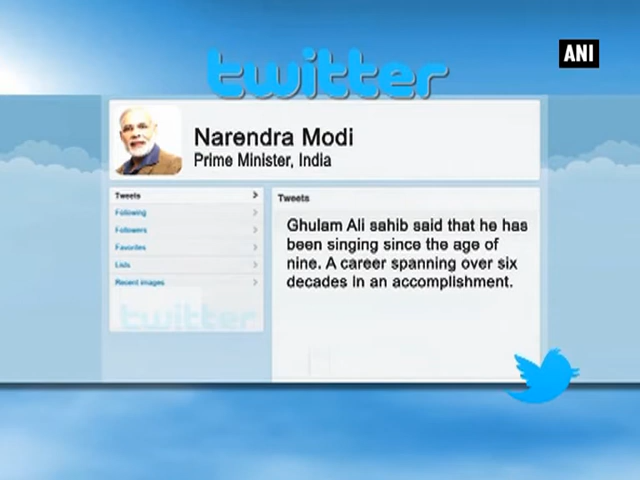 ANI
twitter
Narendra Modi
Prime Minister, India
Tweets
Following
Followers
Favorites
Lists
Recent images
twitter
Tweets
Ghulam Ali sahib said that he has
been singing since the age of
nine. A career spanning over six
decades in an accomplishment.